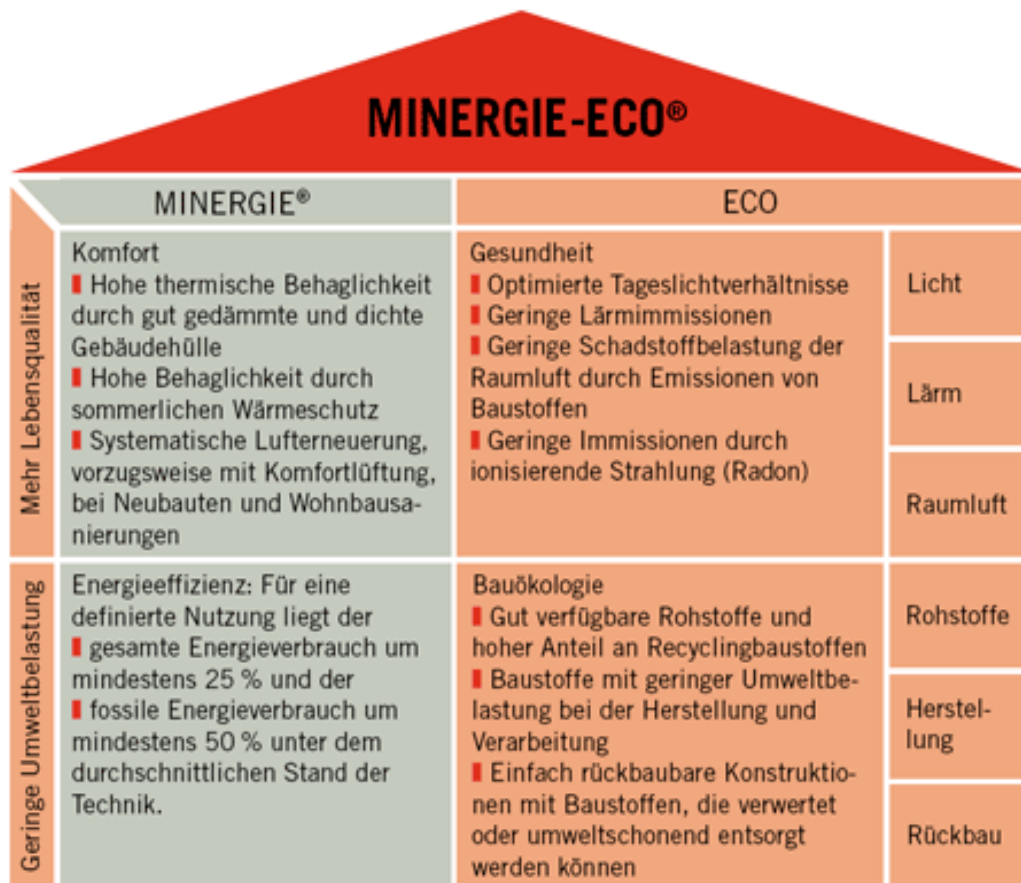 MINERGIE-ECO®
MINERGIE®
ECO
Mehr Lebensqualität
Komfort
Hohe thermische Behaglichkeit
durch gut gedämmte und dichte
Gebäudehülle
Hohe Behaglichkeit durch
sommerlichen Wärmeschutz
Systematische Lufterneuerung,
vorzugsweise mit Komfortlüftung,
bei Neubauten und Wohnbausa-
nierungen
Gesundheit
Optimierte Tageslichtverhältnisse
Geringe Lärmimmissionen
Geringe Schadstoffbelastung der
Raumluft durch Emissionen von
Baustoffen
Geringe Immissionen durch
ionisierende Strahlung (Radon)
Licht
Lärm
Raumluft
Geringe Umweltbelastung
Energieeffizienz: Für eine
definierte Nutzung liegt der
gesamte Energieverbrauch um
mindestens 25 % und der
fossile Energieverbrauch um
mindestens 50 % unter dem
durchschnittlichen Stand der
Technik.
Bauökologie
Gut verfügbare Rohstoffe und
hoher Anteil an Recyclingbaustoffen
Baustoffe mit geringer Umweltbe-
lastung bei der Herstellung und
Verarbeitung
Einfach rückbaubare Konstruktio-
nen mit Baustoffen, die verwertet
oder umweltschonend entsorgt
werden können
Rohstoffe
Herstel-
lung
Rückbau